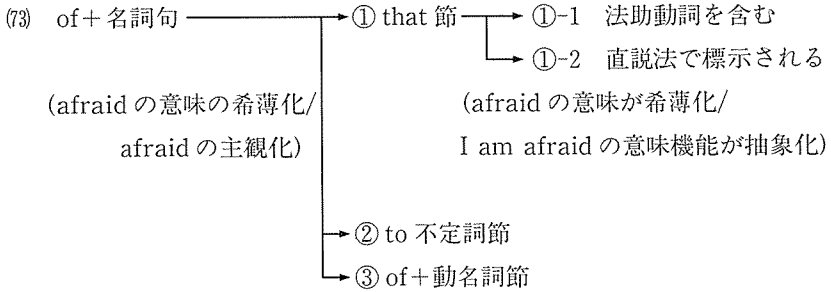 (73) of+名詞句 ①that 節 ①-1 法助動詞を含む
①-2 直説法で標示される
(afraid の意味の希薄化/ (afraid の意味が希薄化/
afraid の主観化) I am afraid の意味機能が抽象化)
② to 不定詞節
③ of+動名詞節